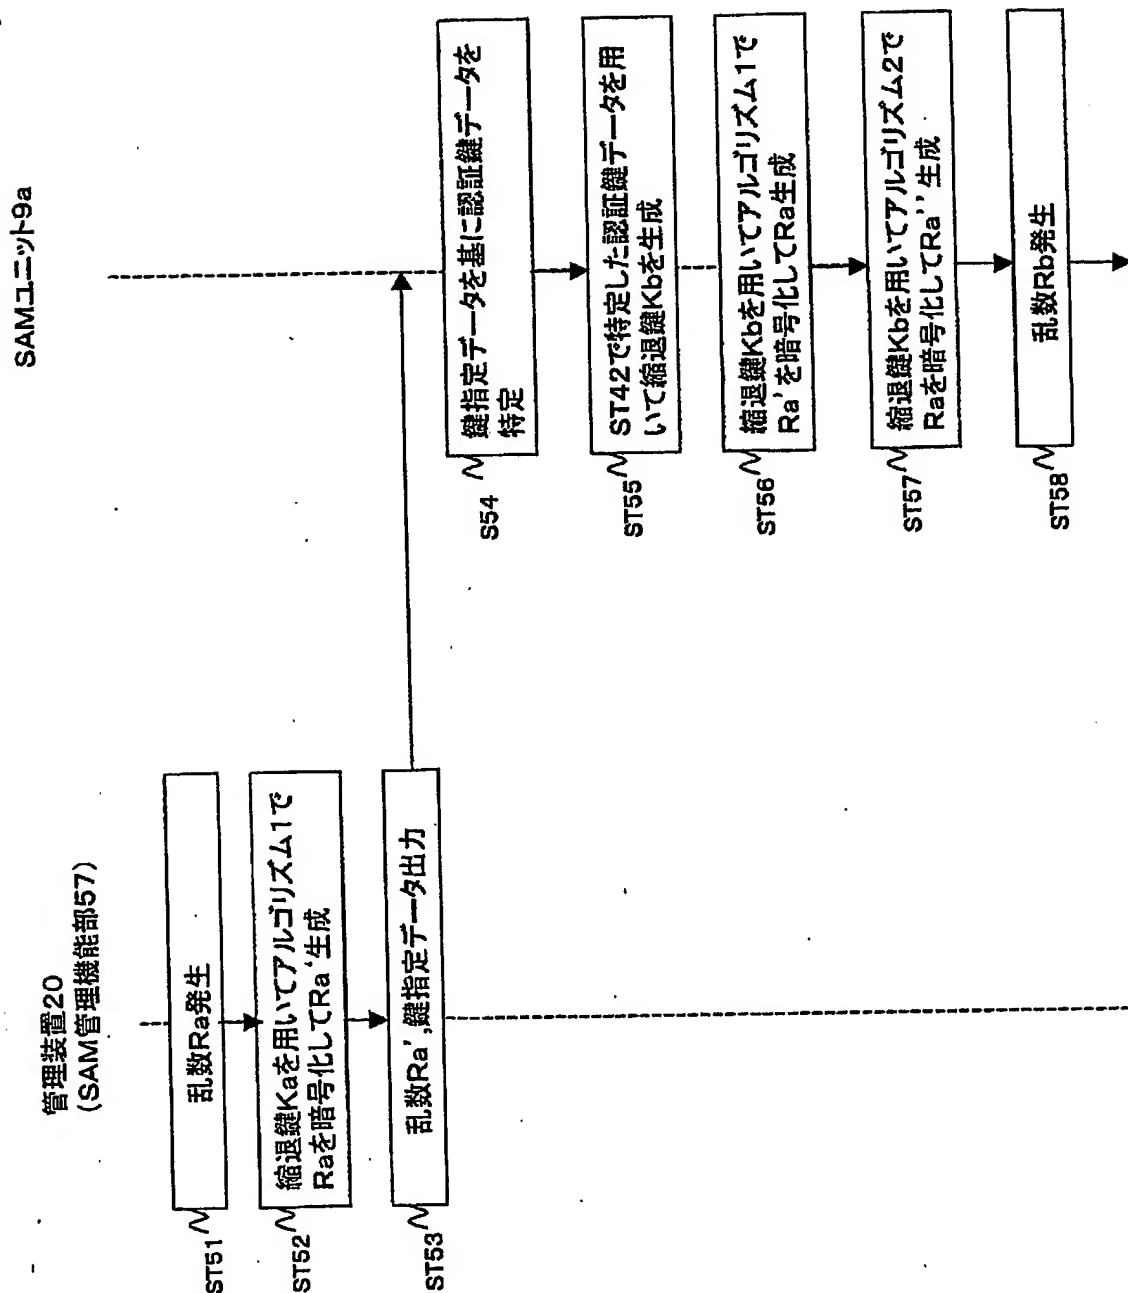 管理装置20
(SAM管理機能部57)
SAMユニット9a
ST51
乱数Ra発生
ST52
縮退鍵Kaを用いてアルゴリズム1で
Raを暗号化してRa'生成
ST53
乱数Ra',鍵指定データ出力
S54
鍵指定データを基に認証鍵データを
特定
ST55
ST42で特定した認証鍵データを用
いて縮退鍵Kbを生成
ST56
縮退鍵Kbを用いてアルゴリズム1で
Ra'を暗号化してRa生成
ST57
縮退鍵Kbを用いてアルゴリズム2で
Raを暗号化してRa''生成
ST58
乱数Rb発生